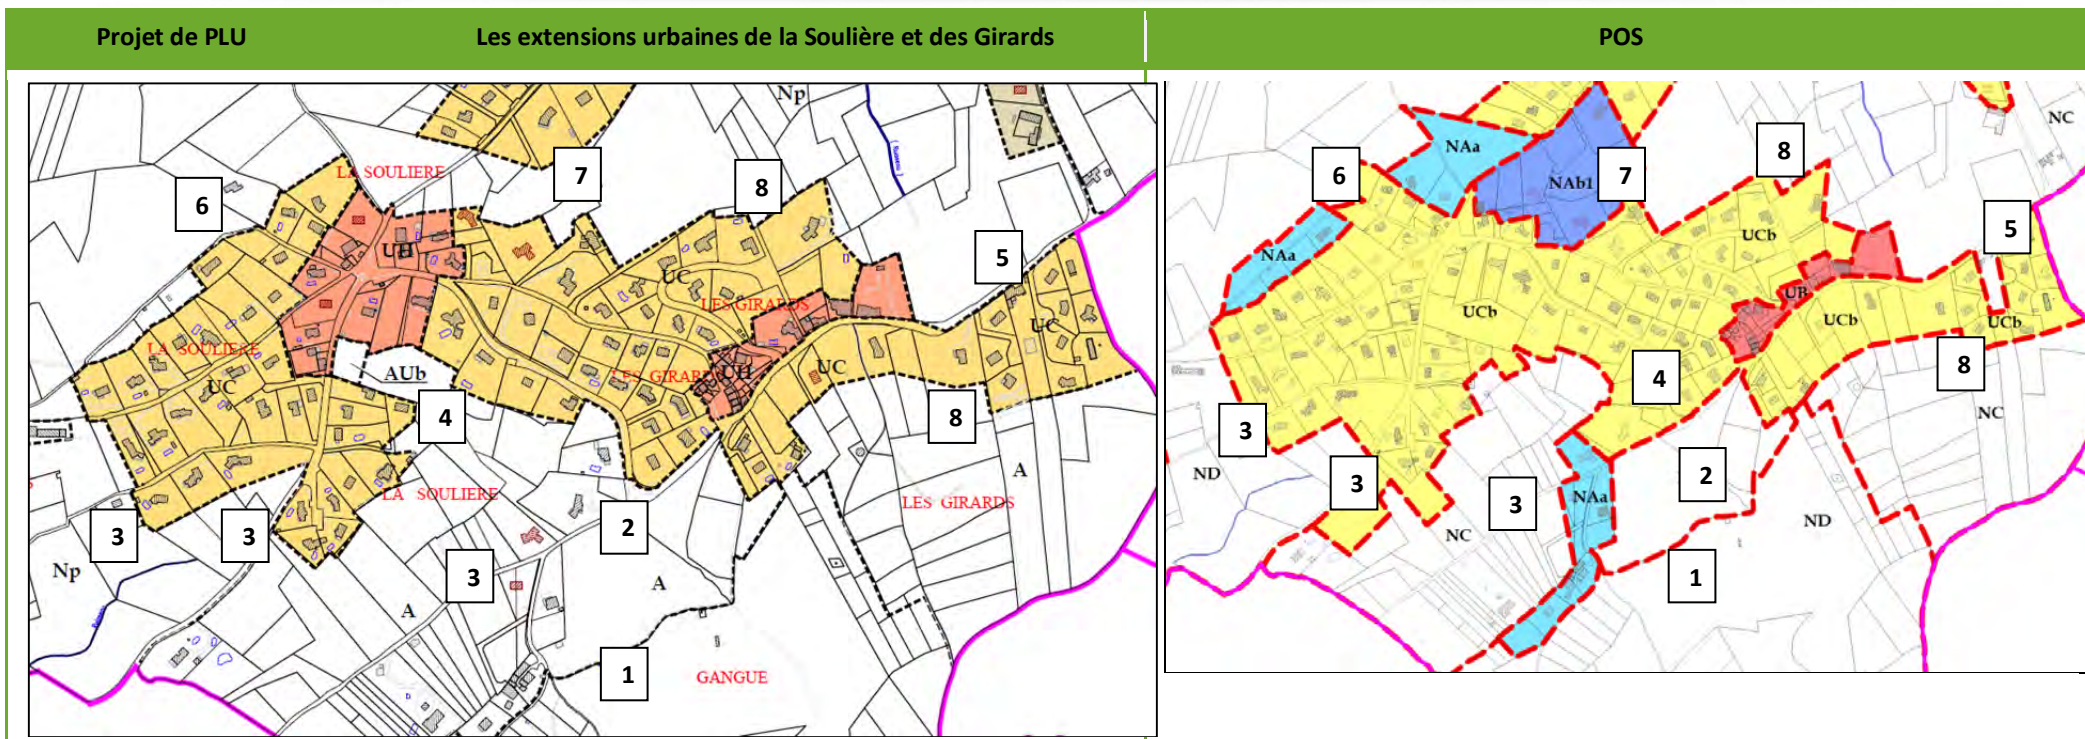 Projet de PLU
Les extensions urbaines de la Soulière et des Girards
POS
Np
LA SOULIERE
7
8
6
UH
5
UC
LES GIRARDS
UC
LA SOULIERE
UC
AUb
LES GIRARDS
UH
UC
4
8
A
LA SOULIERE
LES GIRARDS
3
3
2
Np
3
A
A
1
GANGUE
NC
8
NAa
6
NAb1
7
5
UCb
NAa
UB
UCb
UCb
UCb
8
4
NC
3
ND
3
2
3
NAa
ND
NC
1